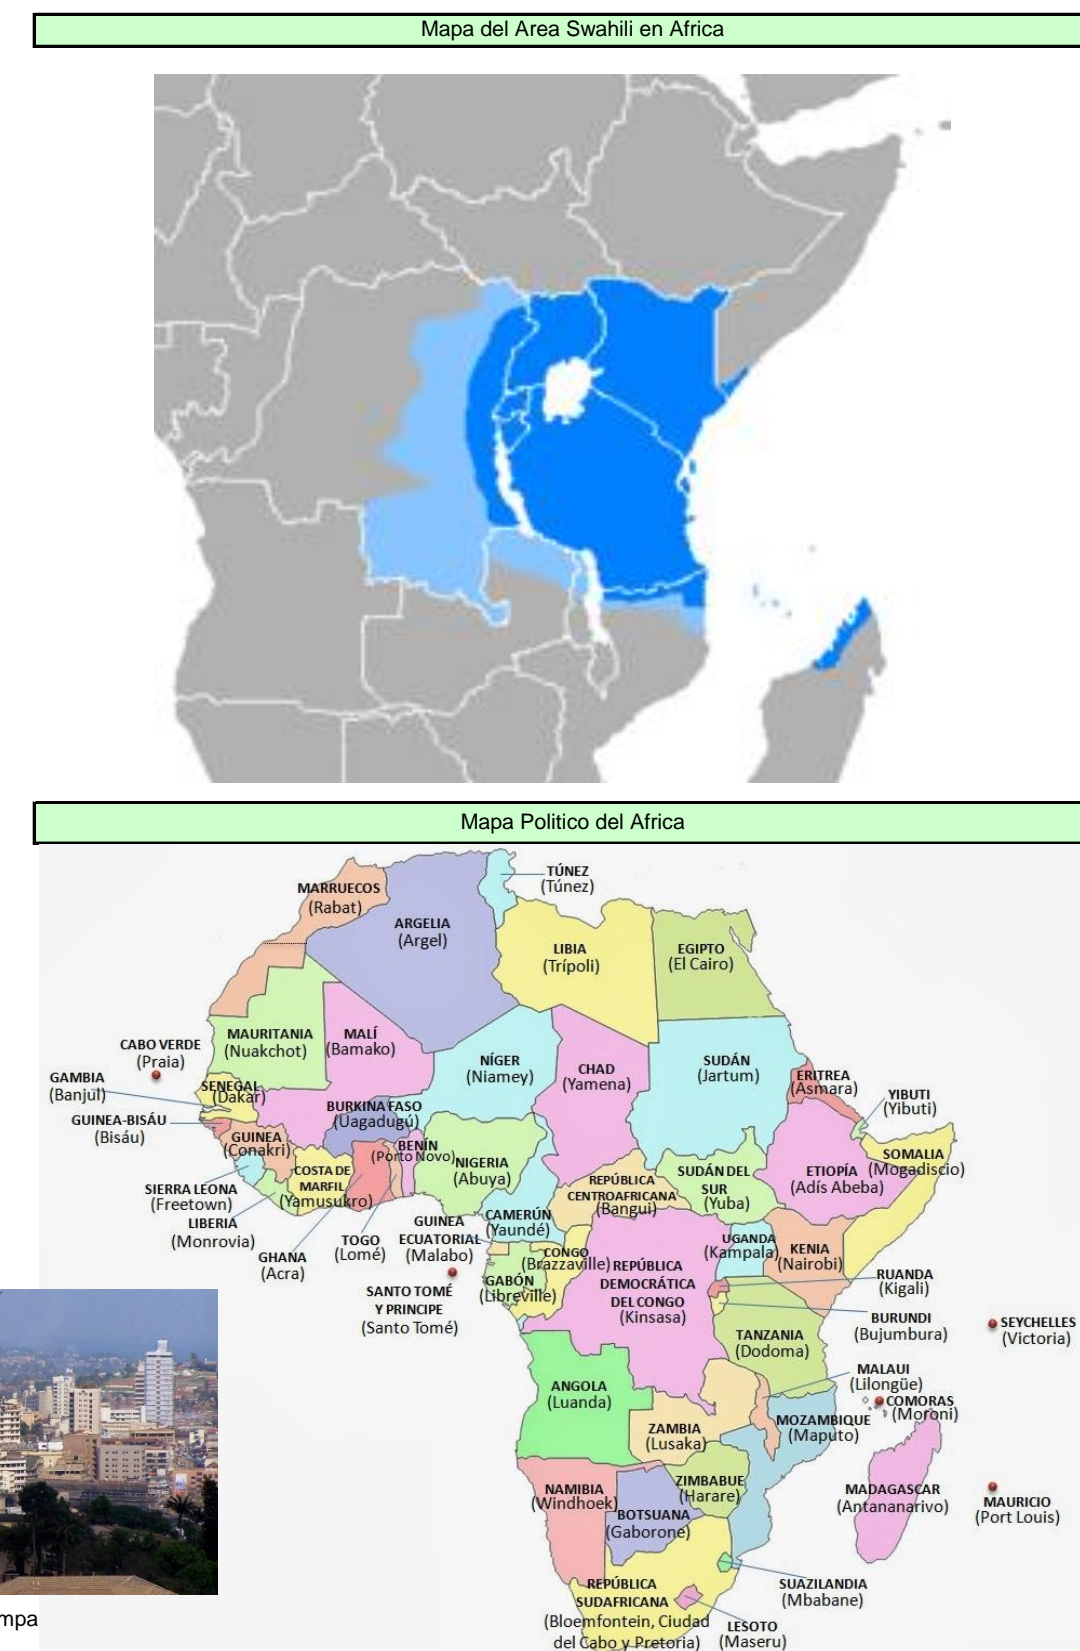 Mapa del Area Swahili en Africa
Mapa Politico del Africa
TÚNEZ
(Túnez)
MARRUECOS
(Rabat)
ARGELIA
(Argel)
LIBIA
(Trípoli)
EGIPTO
(El Cairo)
MAURITANIA
(Nuakchot)
MALÍ
(Bamako)
CABO VERDE
(Praia)
NÍGER
(Niamey)
CHAD
(Yamena)
SUDÁN
(Jartum)
ERITREA
(Asmara)
GAMBIA
(Banjul)
SENEGAL
(Dakar)
YIBUTI
(Yibuti)
GUINEA-BISÁU
(Bisáu)
BURKINA FASO
(Uagadugú)
GUINEA
(Conakri)
BENÍN
(Porto Novo)
NIGERIA
(Abuya)
SOMALIA
(Mogadiscio)
COSTA DE
MARFIL
(Yamusukro)
REPÚBLICA
CENTROAFRICANA
(Bangui)
SUDÁN DEL
SUR
(Yuba)
ETIOPÍA
(Adís Abeba)
SIERRA LEONA
(Freetown)
LIBERIA
(Monrovia)
GHANA
(Acra)
TOGO
(Lomé)
GUINEA
ECUATORIAL
(Malabo)
CAMERÚN
(Yaundé)
UGANDA
(Kampala)
KENIA
(Nairobi)
CONGO
(Brazzaville)
REPÚBLICA
DEMOCRÁTICA
DEL CONGO
(Kinsasa)
GABÓN
(Libreville)
RUANDA
(Kigali)
SANTO TOMÉ
Y PRINCIPE
(Santo Tomé)
BURUNDI
(Bujumbura)
SEYCHELLES
(Victoria)
TANZANIA
(Dodoma)
MALAUI
(Lilongüe)
ANGOLA
(Luanda)
COMORAS
(Moroni)
ZAMBIA
(Lusaka)
MOZAMBIQUE
(Maputo)
NAMIBIA
(Windhoek)
ZIMBABUE
(Harare)
MADAGASCAR
(Antananarivo)
MAURICIO
(Port Louis)
BOTSUANA
(Gaborone)
REPÚBLICA
SUDAFRICANA
(Bloemfontein, Ciudad
del Cabo y Pretoria)
SUAZILANDIA
(Mbabane)
LESOTO
(Maseru)
mpa